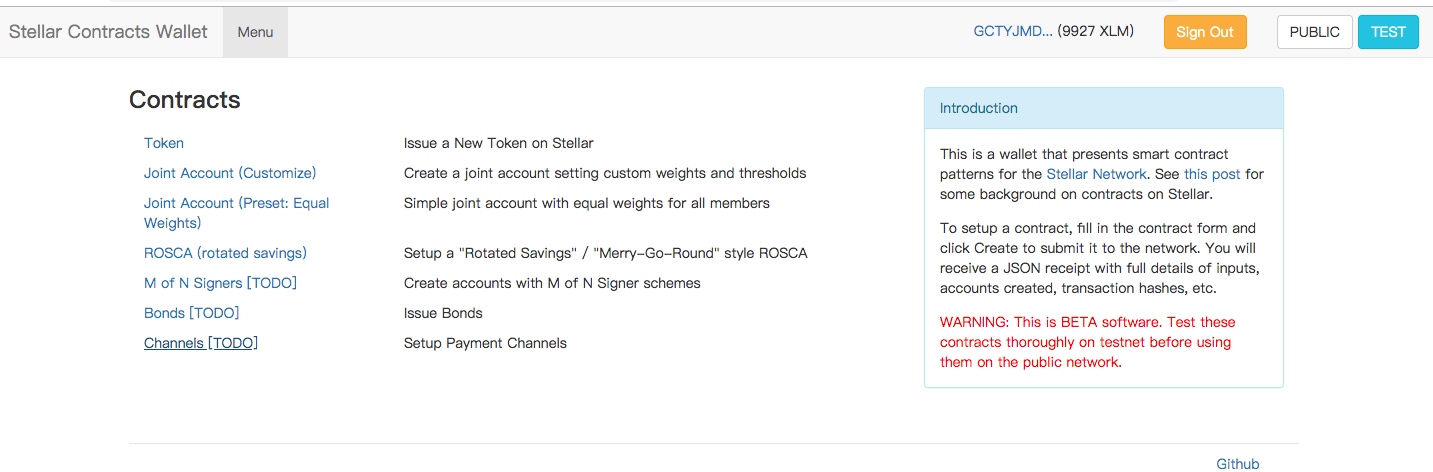 Stellar Contracts Wallet Menu GCTYJMD... (9927 XLM) Sign Out PUBLIC TEST
Contracts
Token Issue a New Token on Stellar
Joint Account (Customize) Create a joint account setting custom weights and thresholds
Joint Account (Preset: Equal Simple joint account with equal weights for all members
Weights)
ROSCA (rotated savings) Setup a "Rotated Savings" / "Merry-Go-Round" style ROSCA
M of N Signers [TODO] Create accounts with M of N Signer schemes
Bonds [TODO] Issue Bonds
Channels [TODO] Setup Payment Channels
Introduction
This is a wallet that presents smart contract
patterns for the Stellar Network. See this post for
some background on contracts on Stellar.
To setup a contract, fill in the contract form and
click Create to submit it to the network. You will
receive a JSON receipt with full details of inputs,
accounts created, transaction hashes, etc.
WARNING: This is BETA software. Test these
contracts thoroughly on testnet before using
them on the public network.
Github